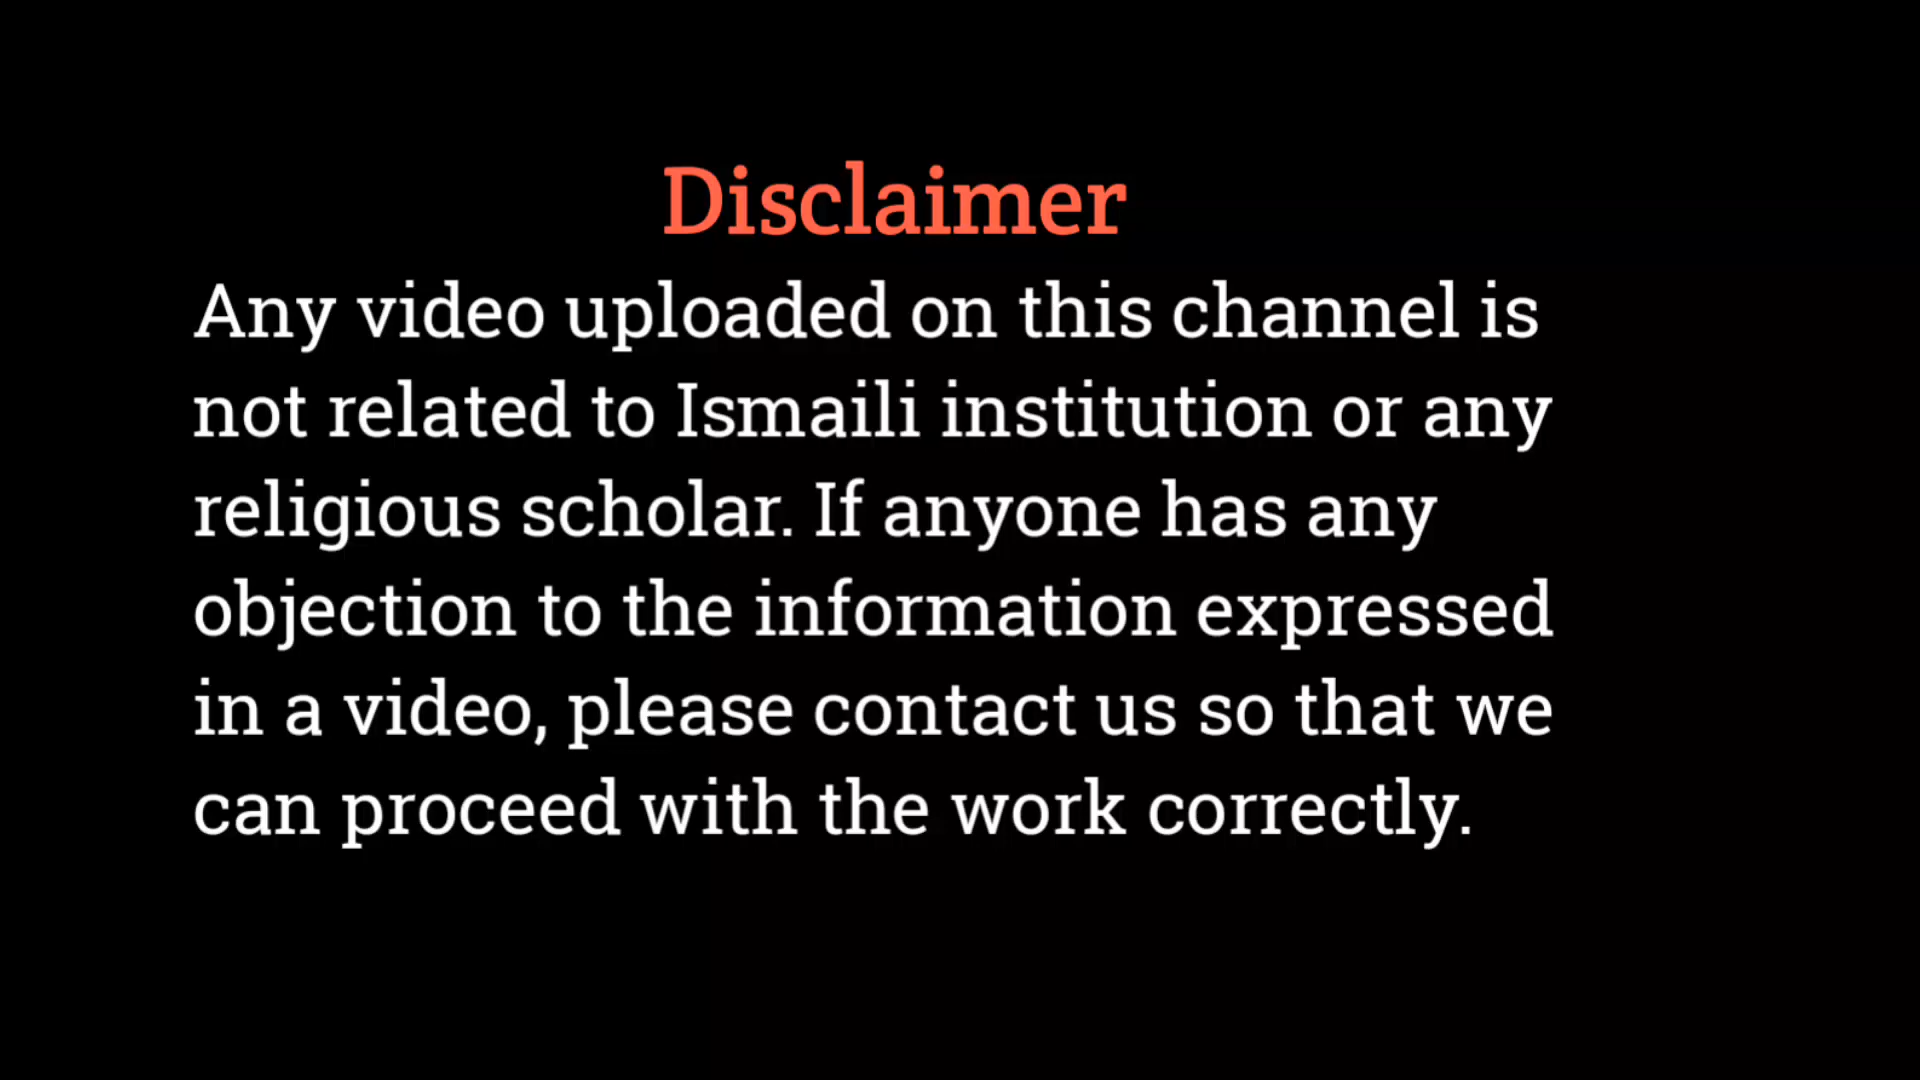 Disclaimer
Any video uploaded on this channel is
not related to Ismaili institution or any
religious scholar. If anyone has any
objection to the information expressed
in a video, please contact us so that we
can proceed with the work correctly.